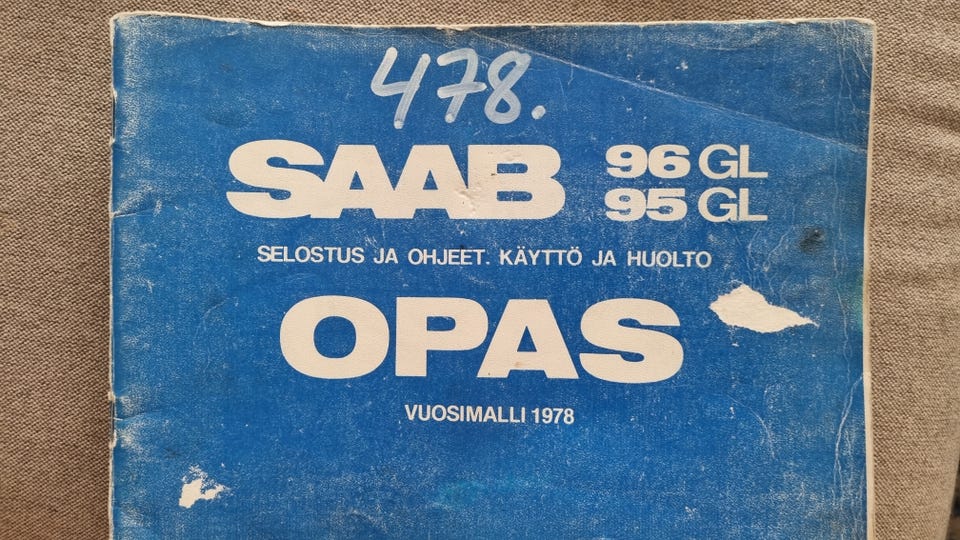 478.
SAAB 96 GL
95 GL
SELOSTUS JA OHJEET. KÄYTTÖ JA HUOLTO
OPAS
VUOSIMALLI 1978